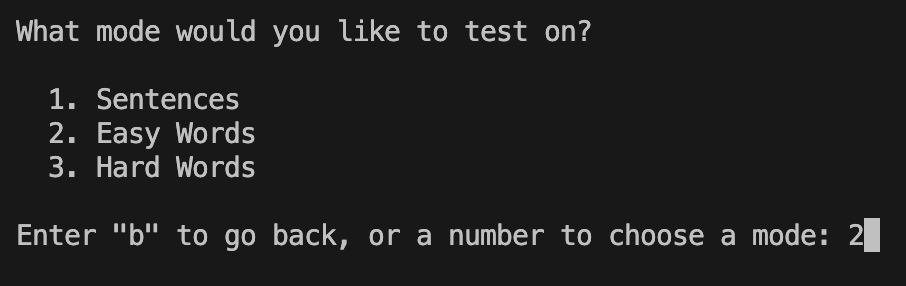 What mode would you like to test on?
1. Sentences
2. Easy Words
3. Hard Words
Enter "b" to go back, or a number to choose a mode: 2